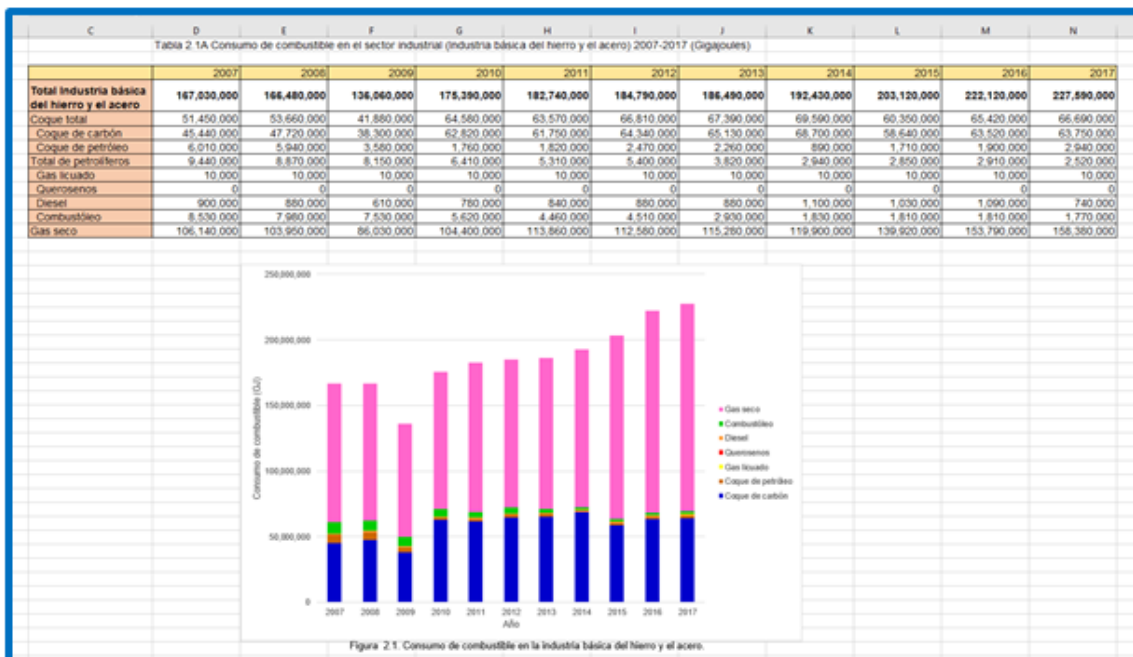 C D E F G H I J K L M N
Tabla 2.1A Consumo de combustible en el sector industrial (Industria básica del hierro y el acero) 2007-2017 (Gigajoules)
2007 2008 2009 2010 2011 2012 2013 2014 2015 2016 2017
Total Industria básica del hierro y el acero 167,030,000 166,480,000 136,060,000 175,390,000 182,740,000 184,790,000 186,490,000 192,430,000 203,120,000 222,120,000 227,590,000
Coque total 51,450,000 53,660,000 41,880,000 64,580,000 63,570,000 66,810,000 67,390,000 69,590,000 60,350,000 65,420,000 66,690,000
Coque de carbón 45,440,000 47,720,000 38,300,000 62,820,000 61,750,000 64,340,000 65,130,000 68,700,000 58,640,000 63,520,000 63,750,000
Coque de petróleo 6,010,000 5,940,000 3,580,000 1,760,000 1,820,000 2,470,000 2,260,000 890,000 1,710,000 1,900,000 2,940,000
Total de petrolíferos 9,440,000 8,870,000 8,150,000 6,410,000 5,310,000 5,400,000 3,820,000 2,940,000 2,850,000 2,910,000 2,520,000
Gas licuado 10,000 10,000 10,000 10,000 10,000 10,000 10,000 10,000 10,000 10,000 10,000
Querosenos 0 0 0 0 0 0 0 0 0 0 0
Diesel 900,000 880,000 610,000 780,000 840,000 880,000 880,000 1,100,000 1,030,000 1,090,000 740,000
Combustóleo 8,530,000 7,980,000 7,530,000 5,620,000 4,460,000 4,510,000 2,930,000 1,830,000 1,810,000 1,810,000 1,770,000
Gas seco 106,140,000 103,950,000 86,030,000 104,400,000 113,860,000 112,580,000 115,280,000 119,900,000 139,920,000 153,790,000 158,380,000
250,000,000
200,000,000
150,000,000
100,000,000
50,000,000
0
Consumo de combustible (GJ)
2007 2008 2009 2010 2011 2012 2013 2014 2015 2016 2017
Año
Gas seco
Combustóleo
Diesel
Querosenos
Gas licuado
Coque de petróleo
Coque de carbón
Figura 2.1. Consumo de combustible en la industria básica del hierro y el acero.